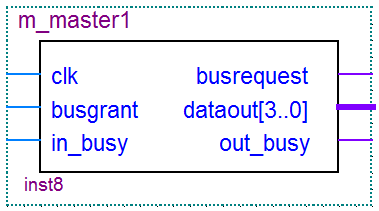 m_master1
clk busrequest
busgrant dataout[3..0]
in_busy out_busy
inst8